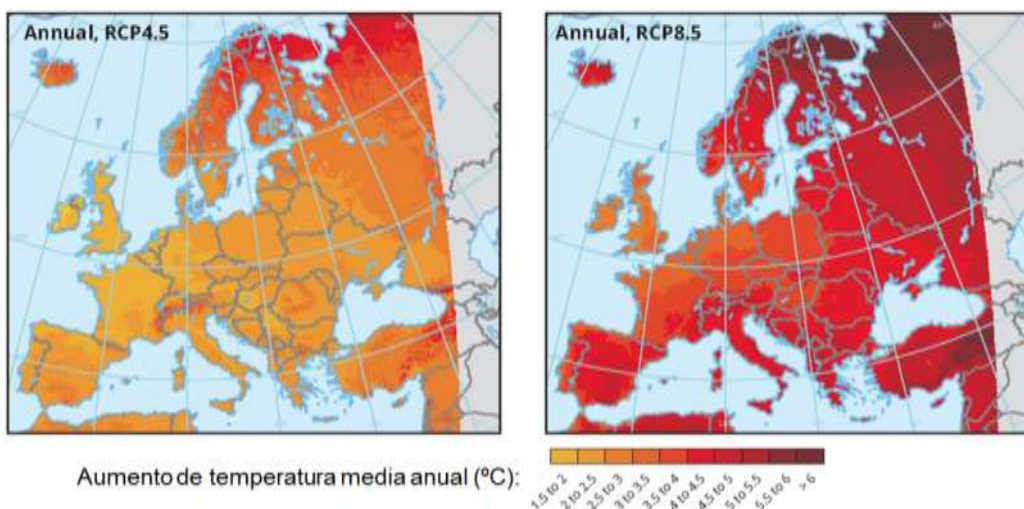 Annual, RCP4.5
Annual, RCP8.5
Aumento de temperatura media anual (ºC):
1.5 to 2
2 to 2.5
2.5 to 3
3 to 3.5
3.5 to 4
4 to 4.5
4.5 to 5
5 to 5.5
5.5 to 6
> 6